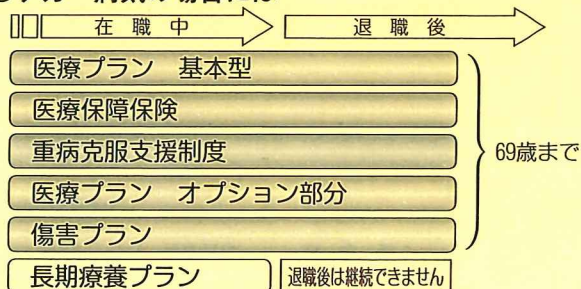 在職中
退職後
医療プラン 基本型
医療保障保険
重病克服支援制度
医療プラン オプション部分
傷害プラン
69歳まで
長期療養プラン
退職後は継続できません